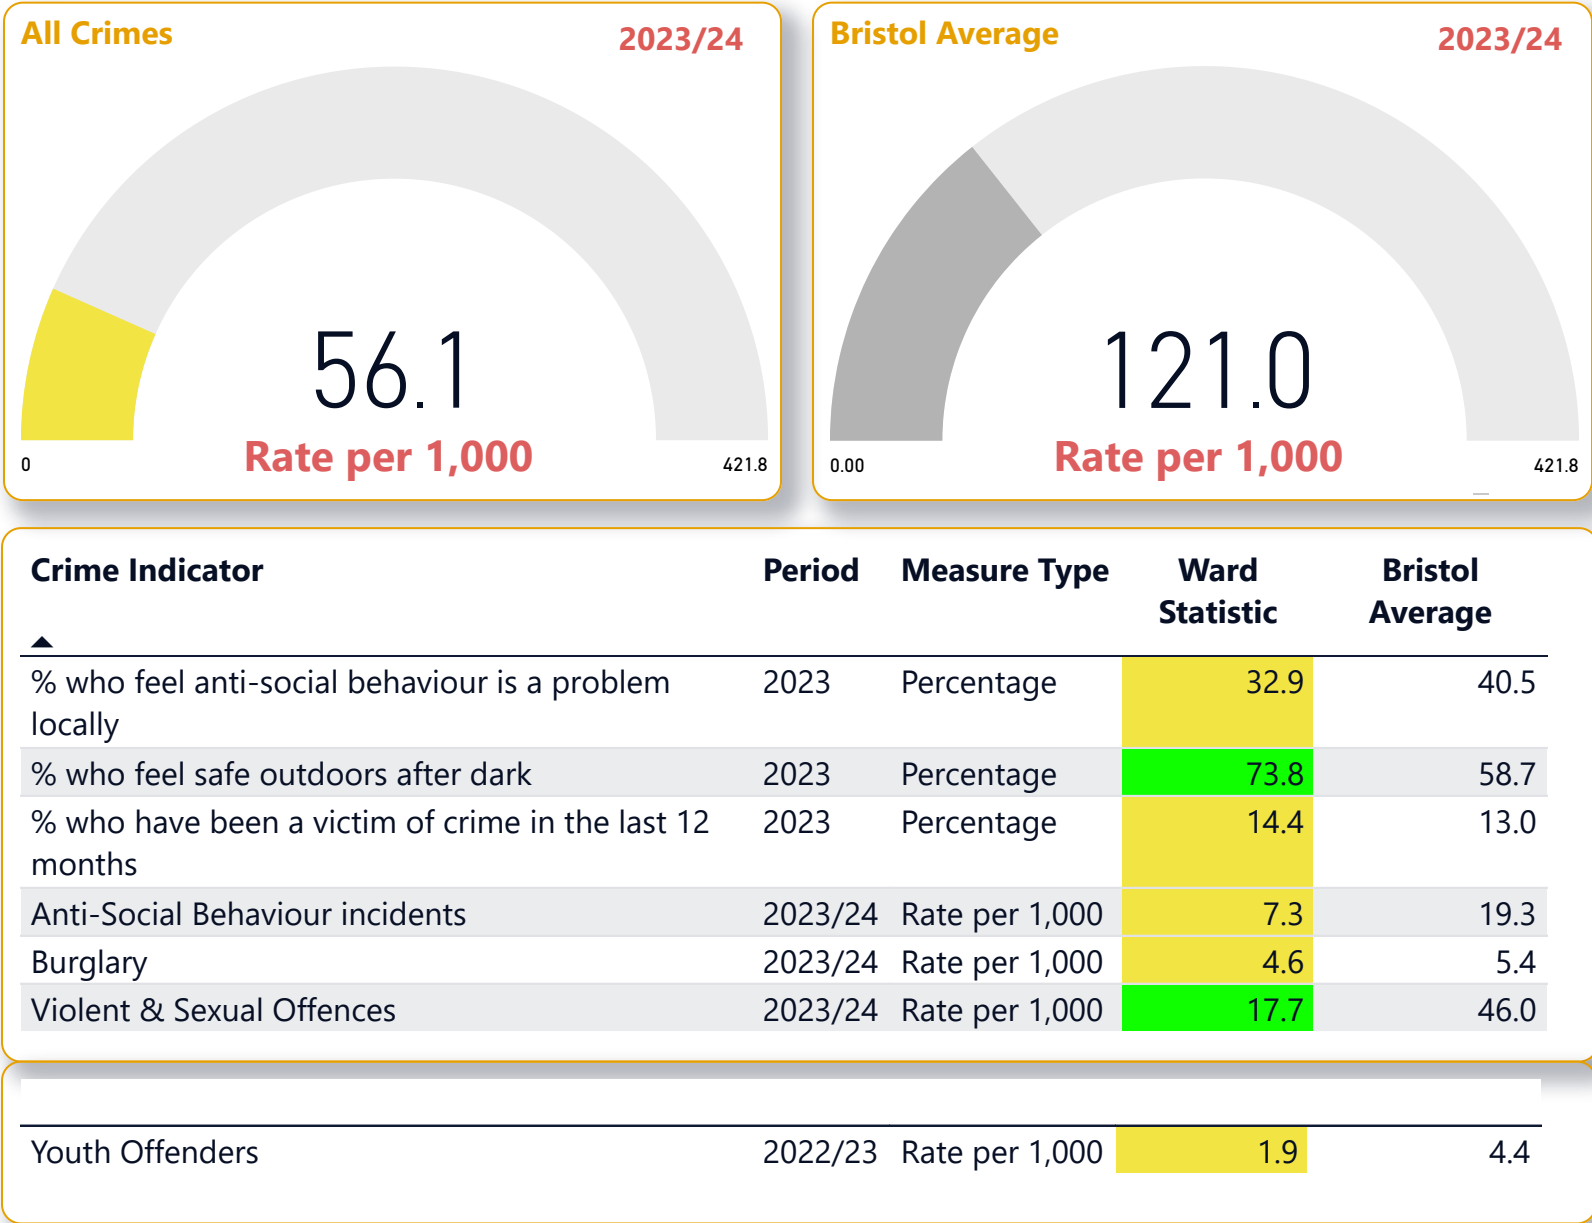 All Crimes 2023/24
56.1
Rate per 1,000
0 421.8
Bristol Average 2023/24
121.0
Rate per 1,000
0.00 421.8
Crime Indicator Period Measure Type Ward Bristol
Statistic Average
% who feel anti-social behaviour is a problem 2023 Percentage 32.9 40.5
locally
% who feel safe outdoors after dark 2023 Percentage 73.8 58.7
% who have been a victim of crime in the last 12 2023 Percentage 14.4 13.0
months
Anti-Social Behaviour incidents 2023/24 Rate per 1,000 7.3 19.3
Burglary 2023/24 Rate per 1,000 4.6 5.4
Violent & Sexual Offences 2023/24 Rate per 1,000 17.7 46.0
Youth Offenders 2022/23 Rate per 1,000 1.9 4.4